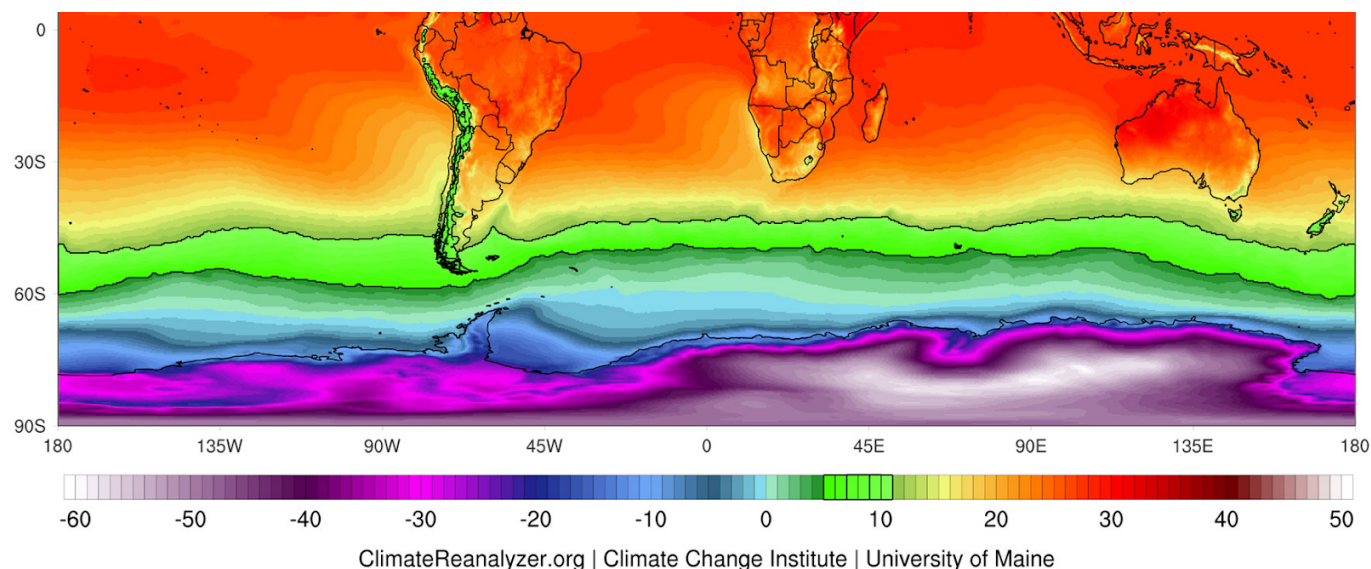 0
30S
60S
90S
180 135W 90W 45W 0 45E 90E 135E 180
-60 -50 -40 -30 -20 -10 0 10 20 30 40 50
ClimateReanalyzer.org | Climate Change Institute | University of Maine